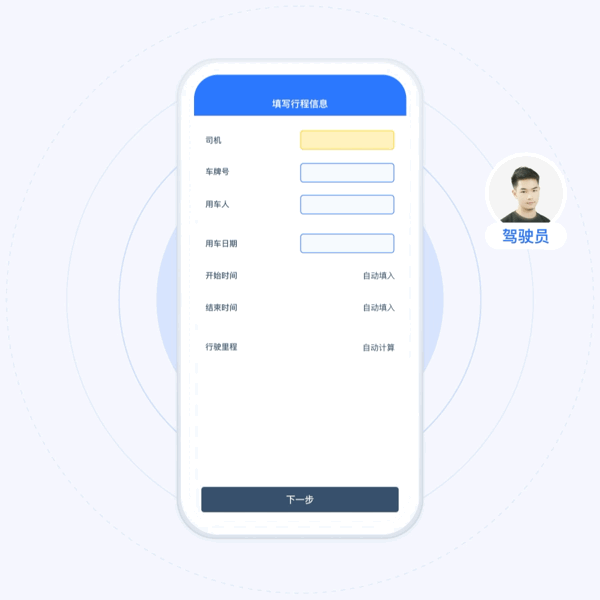 填写行程信息
司机
车牌号
用车人
驾驶员
用车日期
开始时间 自动填入
结束时间 自动填入
行驶里程 自动计算
下一步